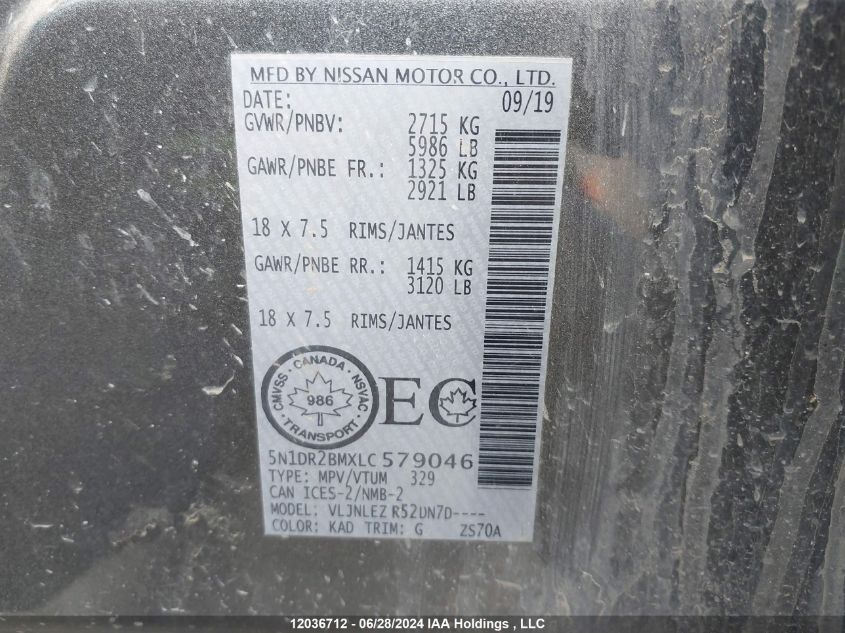 MFD BY NISSAN MOTOR CO., LTD.
DATE: 09/19
GVWR/PNBV: 2715 KG
5986 LB
GAWR/PNBE FR.: 1325 KG
2921 LB
18 X 7.5 RIMS/JANTES
GAWR/PNBE RR.: 1415 KG
3120 LB
18 X 7.5 RIMS/JANTES
CMVSS · CANADA · NSVAC
986
TRANSPORT
EC
5N1DR2BMXLC579046
TYPE: MPV/VTUM 329
CAN ICES-2/NMB-2
MODEL: VLJNLEZ R52UN7D----
COLOR: KAD TRIM: G ZS70A
12036712 - 06/28/2024 IAA Holdings , LLC